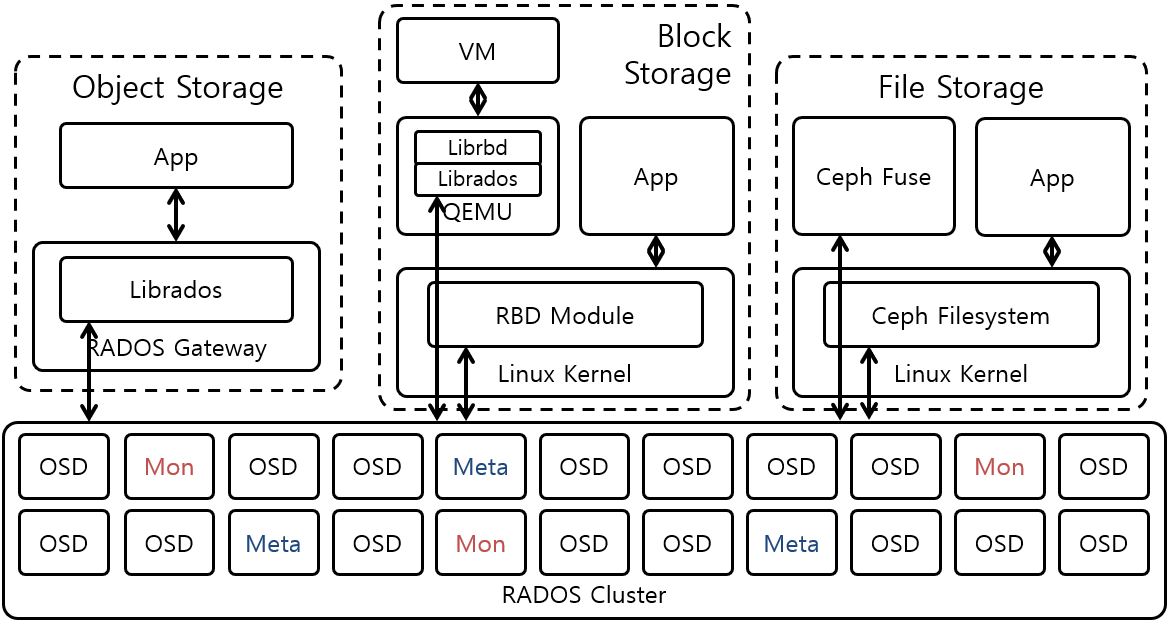 Object Storage
App
Librados
RADOS Gateway
Block
Storage
VM
Librbd
Librados
QEMU
App
RBD Module
Linux Kernel
File Storage
Ceph Fuse
App
Ceph Filesystem
Linux Kernel
OSD Mon OSD OSD Meta OSD OSD OSD OSD Mon OSD
OSD OSD Meta OSD Mon OSD OSD Meta OSD OSD OSD
RADOS Cluster